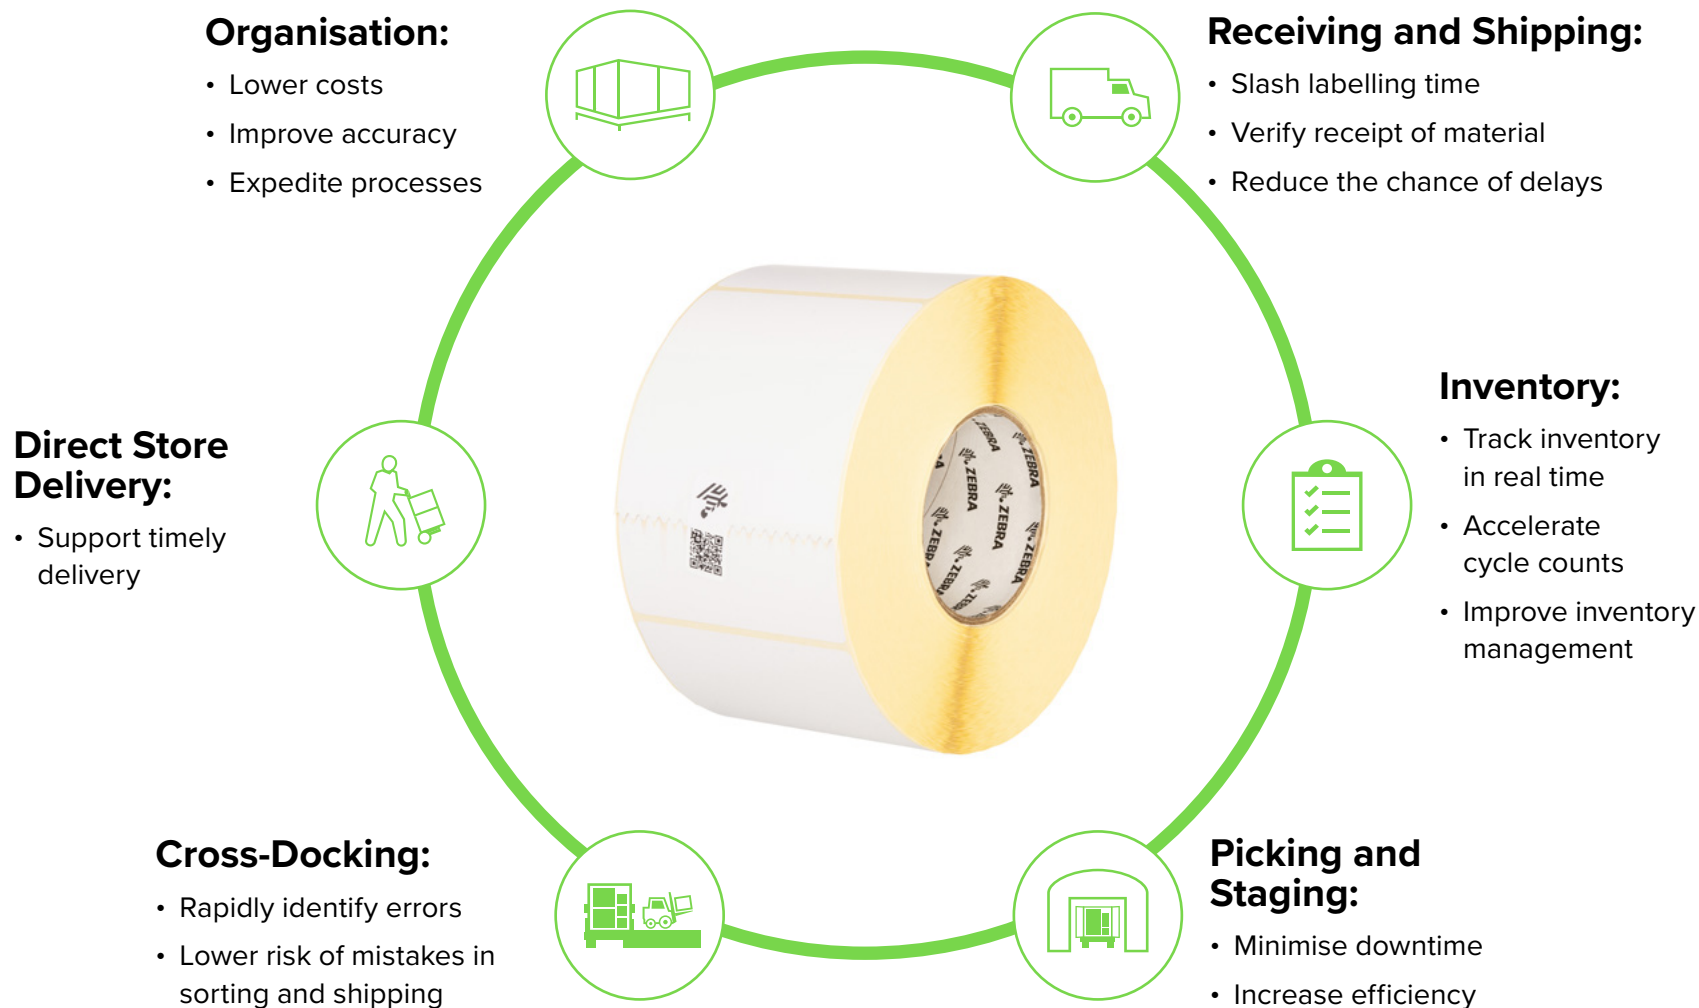 Organisation:
• Lower costs
• Improve accuracy
• Expedite processes
Receiving and Shipping:
• Slash labelling time
• Verify receipt of material
• Reduce the chance of delays
Inventory:
• Track inventory
in real time
• Accelerate
cycle counts
• Improve inventory
management
Direct Store
Delivery:
• Support timely
delivery
ZEBRA
ZEBRA
ZEBRA
ZEBRA
ZEBRA
ZEBRA
ZEBRA
Cross-Docking:
• Rapidly identify errors
• Lower risk of mistakes in
sorting and shipping
Picking and
Staging:
• Minimise downtime
• Increase efficiency